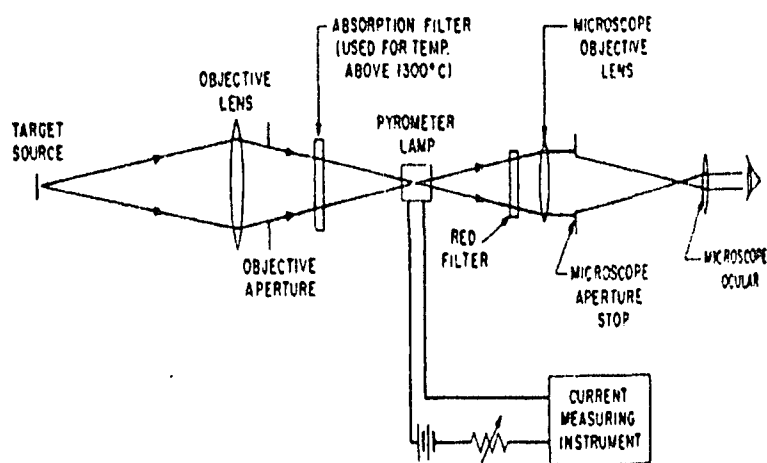 ABSORPTION FILTER
(USED FOR TEMP.
ABOVE 1300°C)
MICROSCOPE
OBJECTIVE
LENS
OBJECTIVE
LENS
PYROMETER
LAMP
TARGET
SOURCE
RED
FILTER
OBJECTIVE
APERTURE
MICROSCOPE
APERTURE
STOP
MICROSCOPE
OCULAR
CURRENT
MEASURING
INSTRUMENT